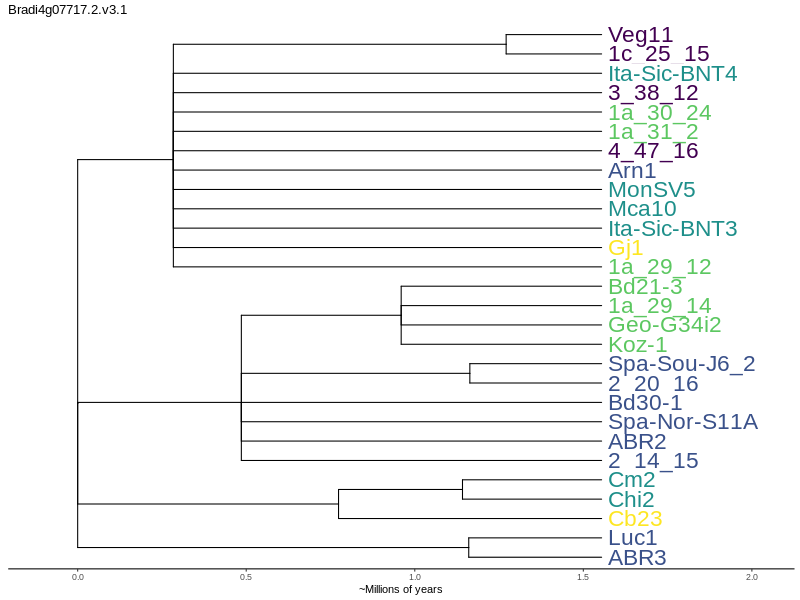 Bradi4g07717.2.v3.1
Veg11
1c_25_15
Ita-Sic-BNT4
3_38_12
1a_30_24
1a_31_2
4_47_16
Arn1
MonSV5
Mca10
Ita-Sic-BNT3
Gj1
1a_29_12
Bd21-3
1a_29_14
Geo-G34i2
Koz-1
Spa-Sou-J6_2
2_20_16
Bd30-1
Spa-Nor-S11A
ABR2
2_14_15
Cm2
Chi2
Cb23
Luc1
ABR3
0.0 0.5 1.0 1.5 2.0
~Millions of years